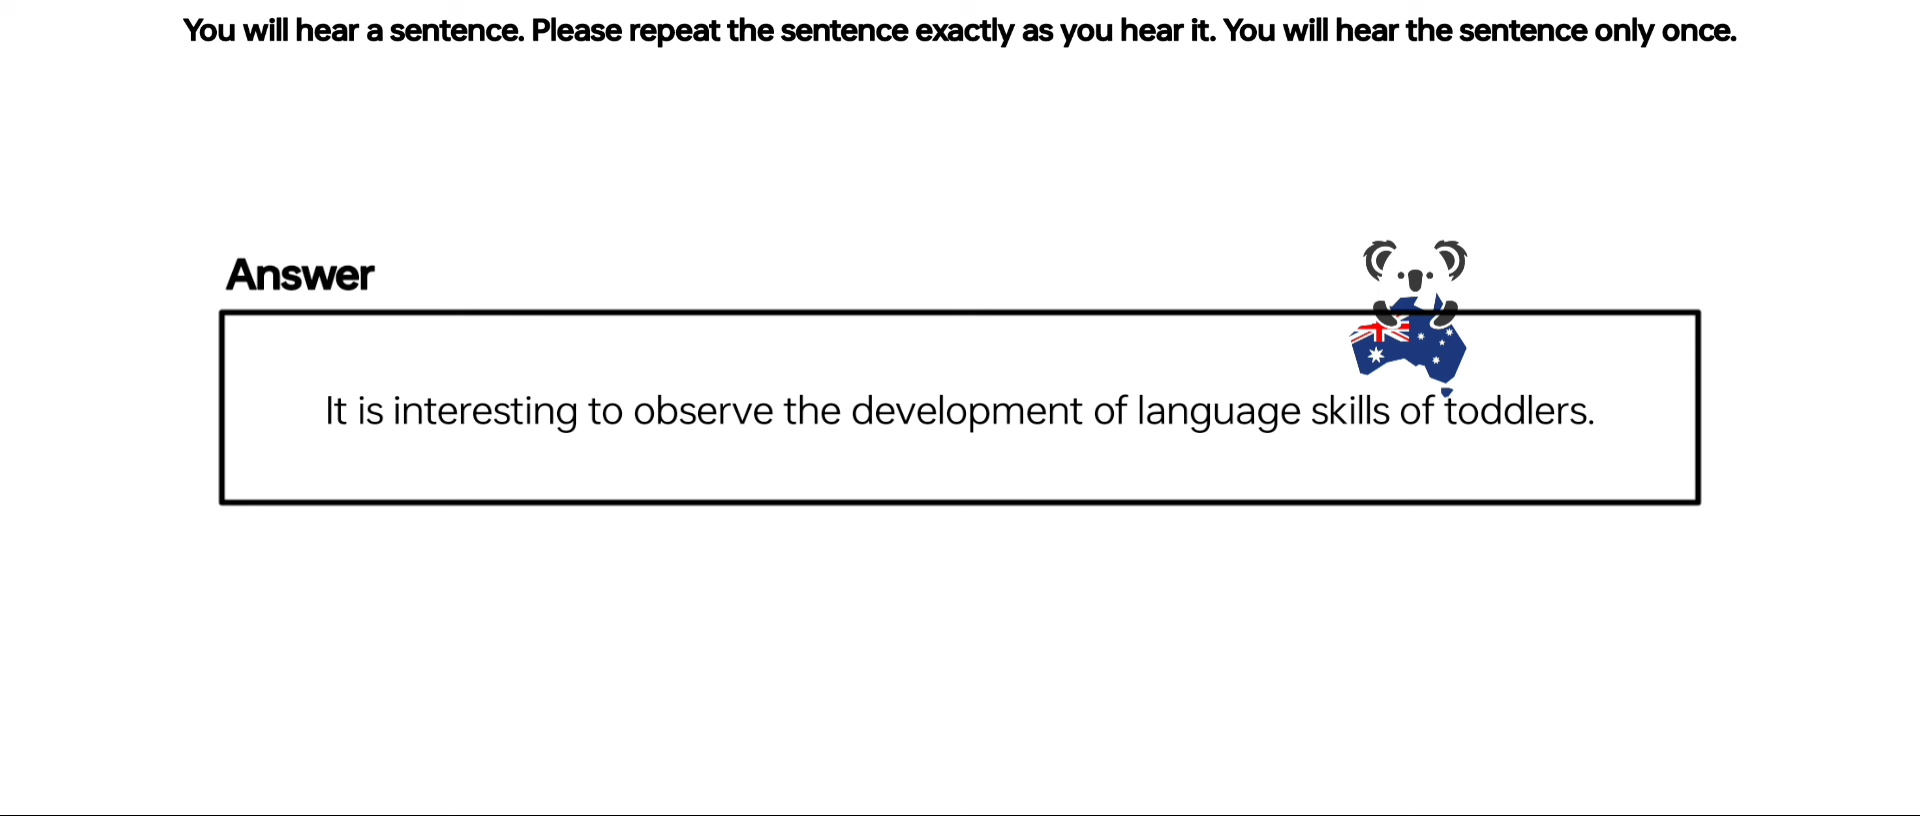 You will hear a sentence. Please repeat the sentence exactly as you hear it. You will hear the sentence only once.
Answer
It is interesting to observe the development of language skills of toddlers.